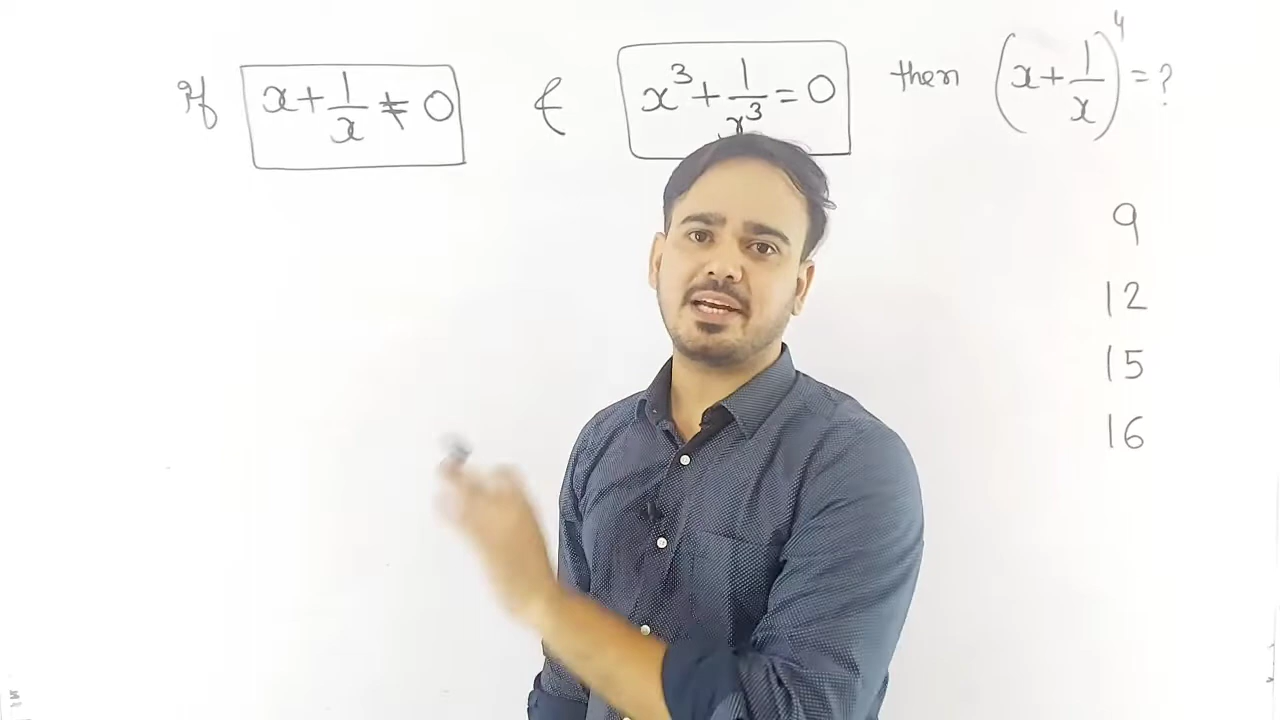 If x + 1/x ≠ 0 & x³ + 1/x³ = 0 then (x + 1/x)⁴ = ?
9
12
15
16